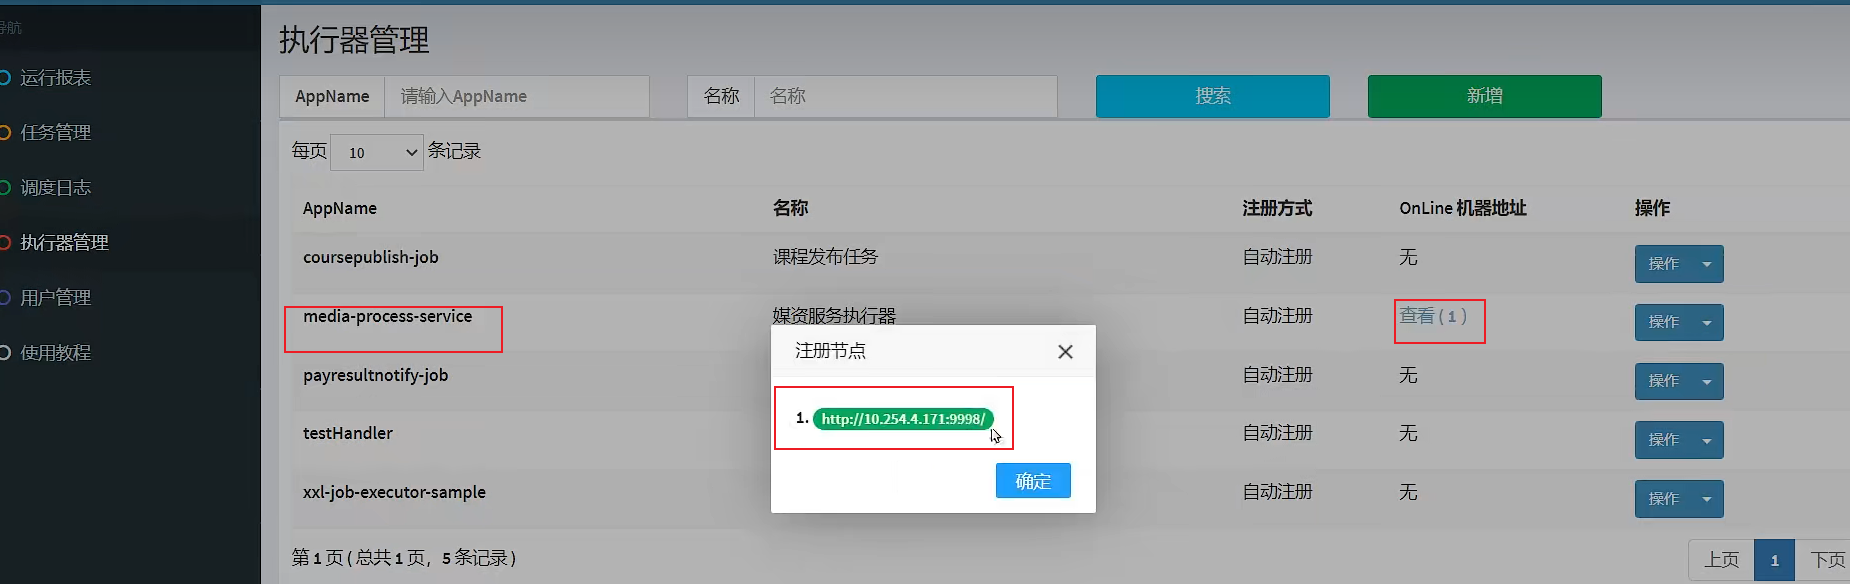 导航
运行报表
任务管理
调度日志
执行器管理
用户管理
使用教程
执行器管理
AppName 请输入AppName 名称 名称 搜索 新增
每页 10 条记录
AppName 名称 注册方式 OnLine 机器地址 操作
coursepublish-job 课程发布任务 自动注册 无 操作
media-process-service 媒资服务执行器 自动注册 查看 ( 1 ) 操作
payresultnotify-job 自动注册 无 操作
testHandler 自动注册 无 操作
xxl-job-executor-sample 自动注册 无 操作
第 1 页 ( 总共 1 页，5 条记录 )
上页 1 下页
注册节点
1. http://10.254.4.171:9998/
确定